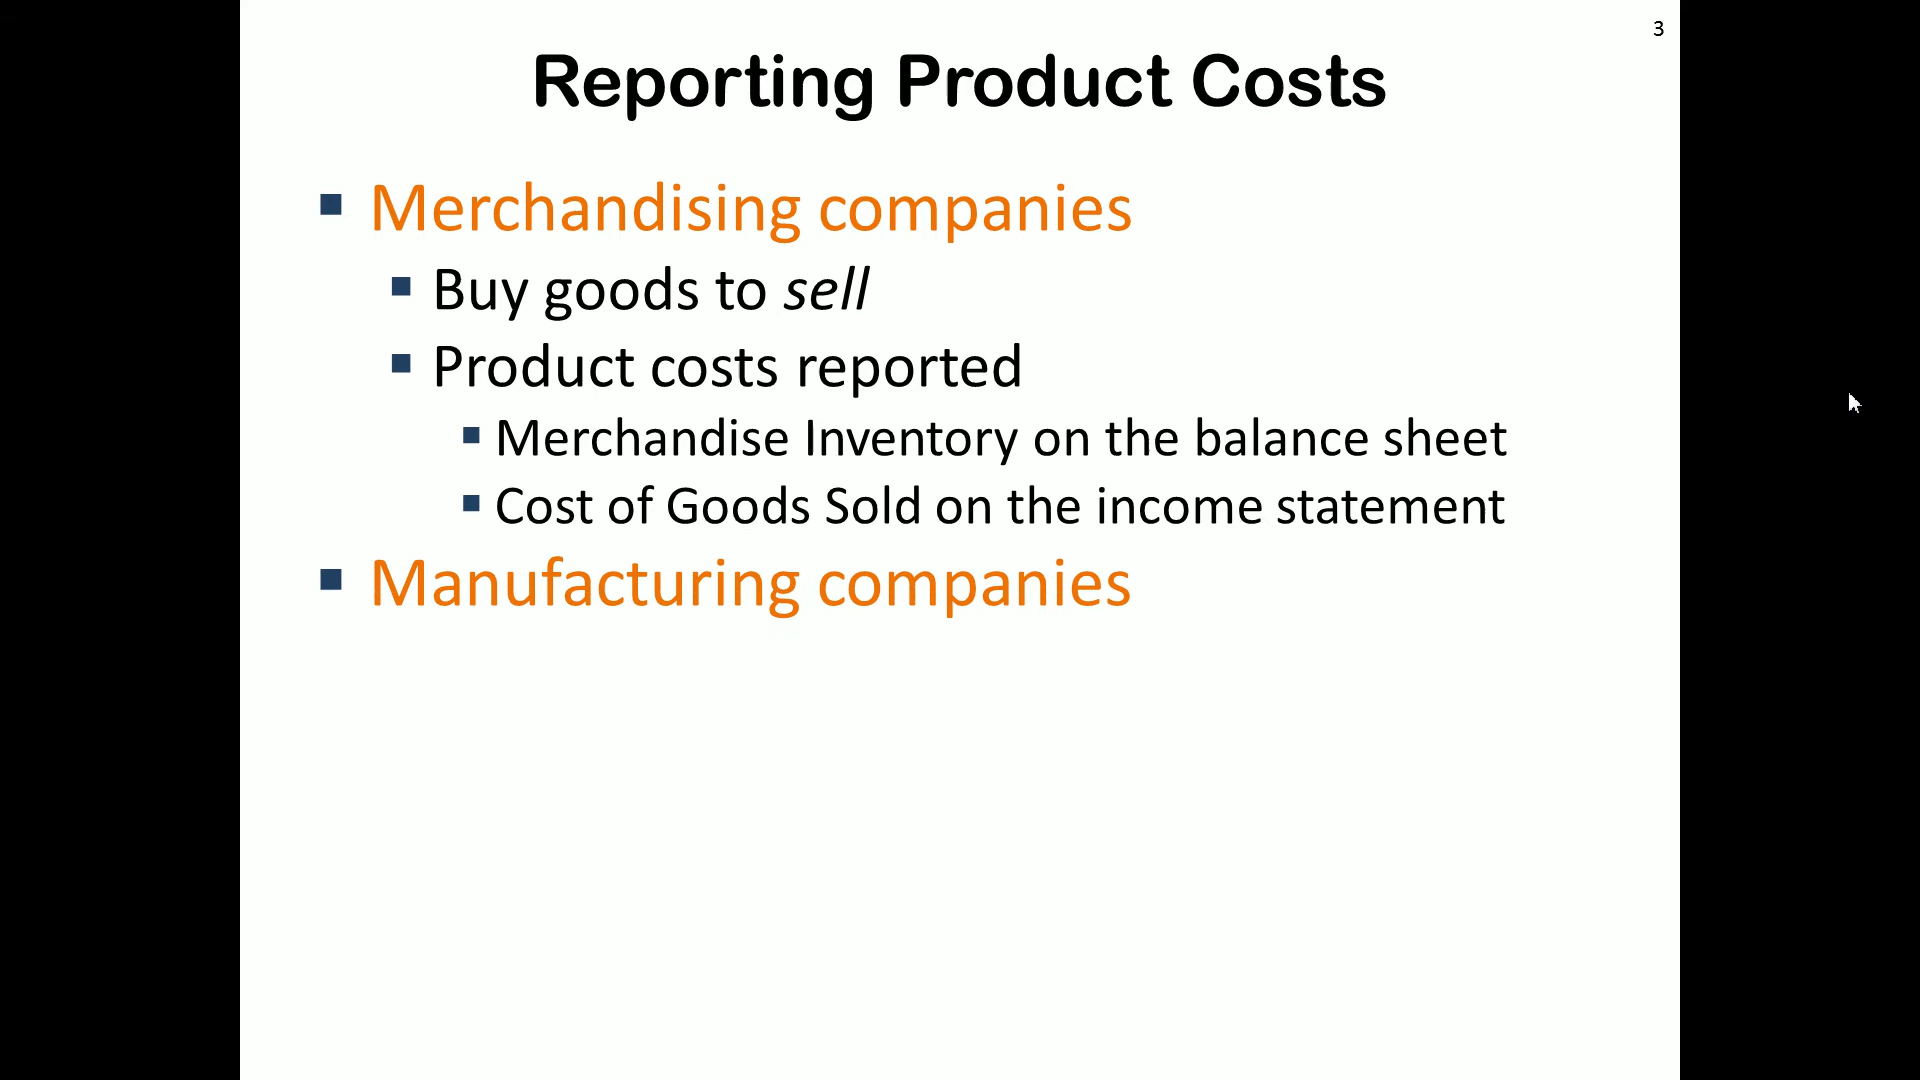 3
Reporting Product Costs
Merchandising companies
Buy goods to sell
Product costs reported
Merchandise Inventory on the balance sheet
Cost of Goods Sold on the income statement
Manufacturing companies